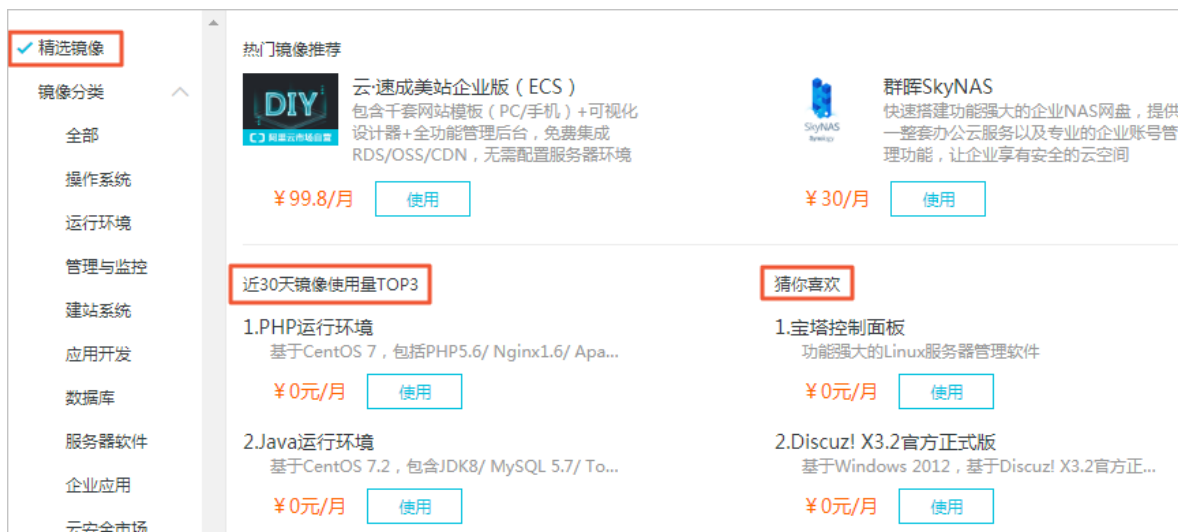 精选镜像
镜像分类
全部
操作系统
运行环境
管理与监控
建站系统
应用开发
数据库
服务器软件
企业应用
云安全市场
热门镜像推荐
DIY
阿里云市场自营
云·速成美站企业版（ECS）
包含千套网站模板（PC/手机）+可视化
设计器+全功能管理后台，免费集成
RDS/OSS/CDN，无需配置服务器环境
¥99.8/月
使用
SkyNAS
Synology
群晖SkyNAS
快速搭建功能强大的企业NAS网盘，提供
一整套办公云服务以及专业的企业账号管
理功能，让企业享有安全的云空间
¥30/月
使用
近30天镜像使用量TOP3
1.PHP运行环境
基于CentOS 7，包括PHP5.6/ Nginx1.6/ Apa...
¥0元/月
使用
2.Java运行环境
基于CentOS 7.2，包含JDK8/ MySQL 5.7/ To...
¥0元/月
使用
猜你喜欢
1.宝塔控制面板
功能强大的Linux服务器管理软件
¥0元/月
使用
2.Discuz! X3.2官方正式版
基于Windows 2012，基于Discuz! X3.2官方正...
¥0元/月
使用